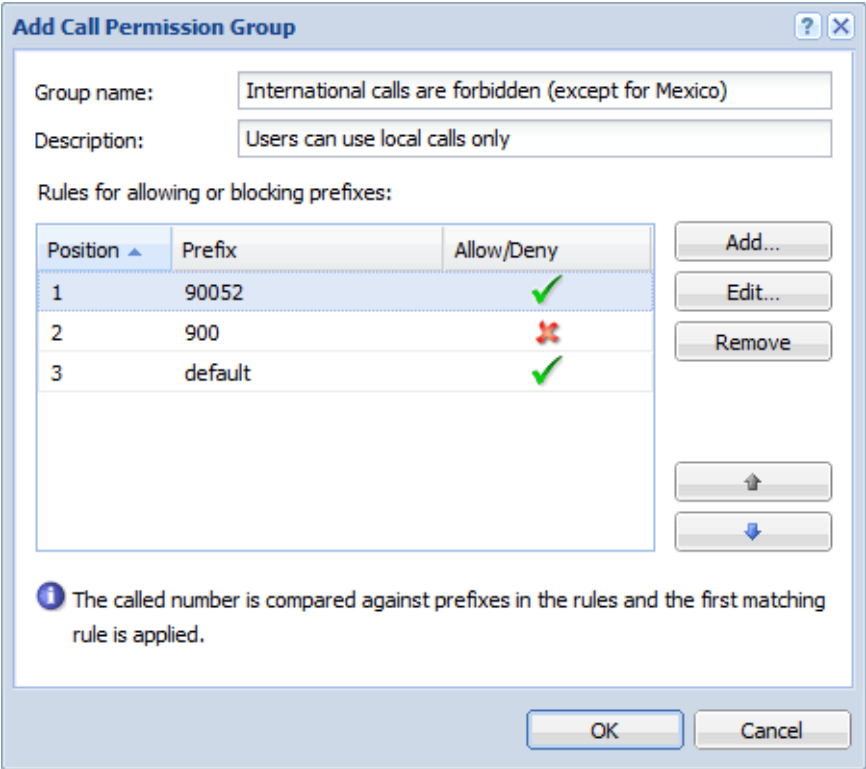 Add Call Permission Group
?
Group name: International calls are forbidden (except for Mexico)
Description: Users can use local calls only
Rules for allowing or blocking prefixes:
Position Prefix Allow/Deny
1 90052
2 900
3 default
Add...
Edit...
Remove
The called number is compared against prefixes in the rules and the first matching
rule is applied.
OK Cancel